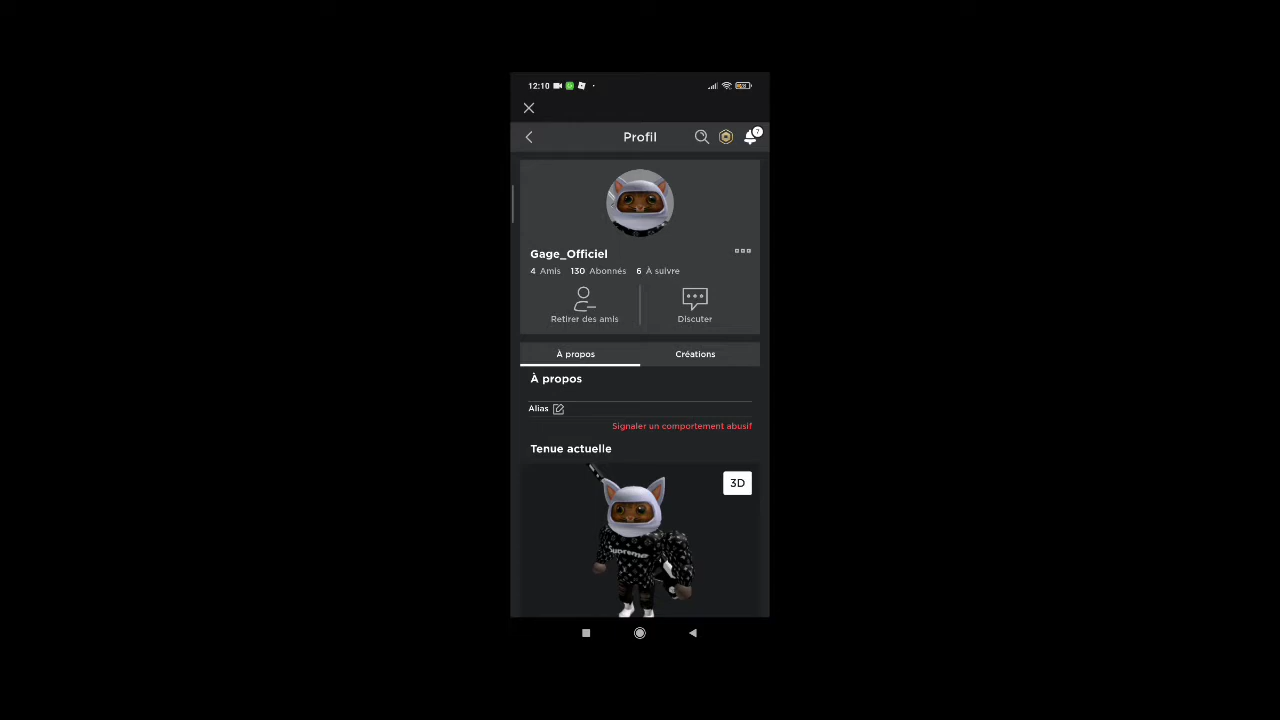 12:10
Profil
7
Gage_Officiel
4 Amis 130 Abonnés 6 À suivre
Retirer des amis
Discuter
À propos
Créations
À propos
Alias
Signaler un comportement abusif
Tenue actuelle
3D
Supreme